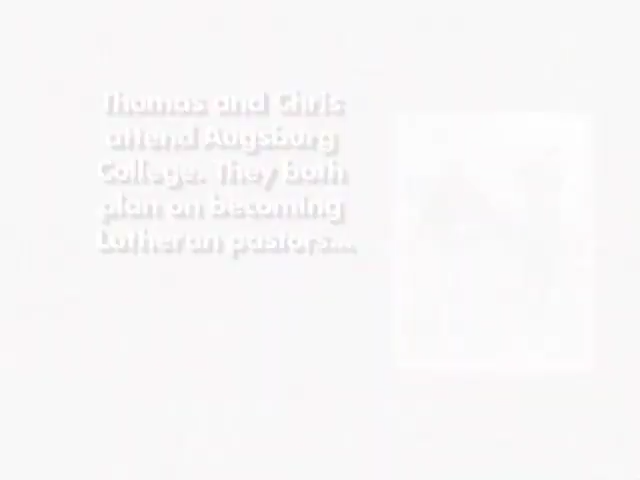 Thomas and Chris
attend Augsburg
College. They both
plan on becoming
Lutheran pastors...